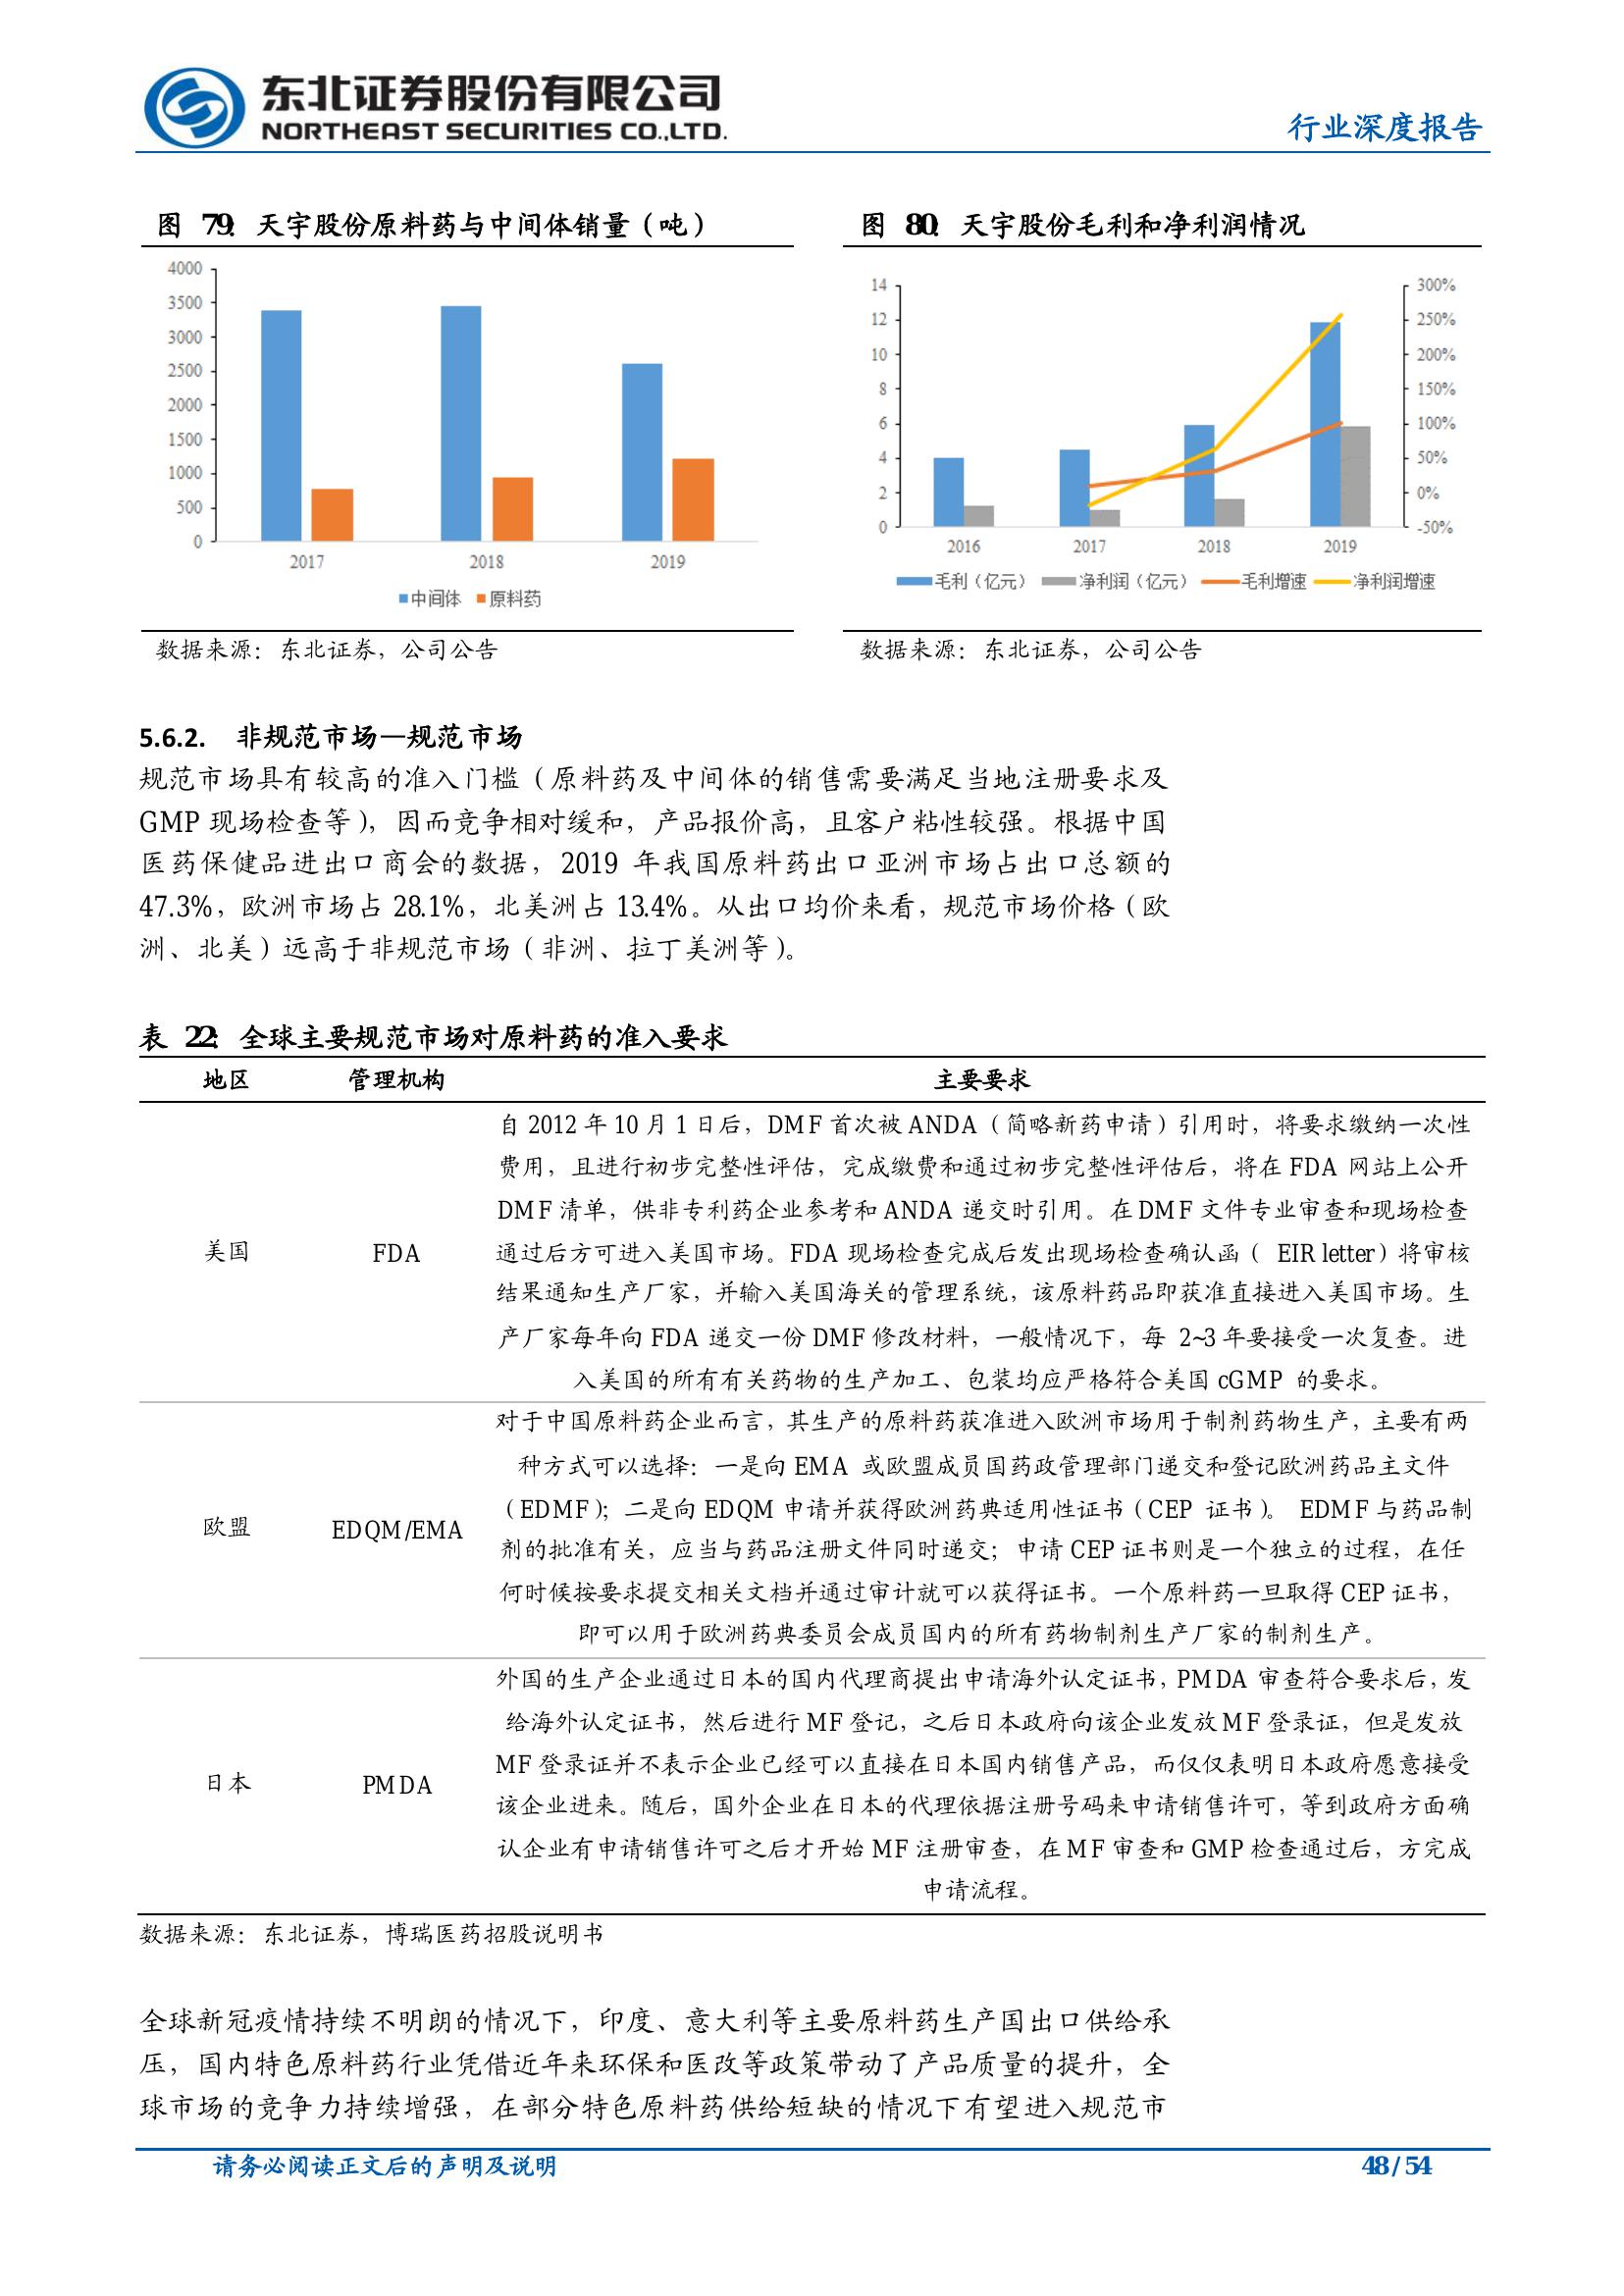 东北证券股份有限公司
NORTHEAST SECURITIES CO.,LTD.
行业深度报告
图 79：天宇股份原料药与中间体销量（吨）
4000
3500
3000
2500
2000
1500
1000
500
0
2017
2018
2019
中间体 原料药
数据来源：东北证券，公司公告
图 80：天宇股份毛利和净利润情况
14
12
10
8
6
4
2
0
300%
250%
200%
150%
100%
50%
0%
-50%
2016
2017
2018
2019
毛利（亿元） 净利润（亿元） 毛利增速 净利润增速
数据来源：东北证券，公司公告
5.6.2. 非规范市场—规范市场
规范市场具有较高的准入门槛（原料药及中间体的销售需要满足当地注册要求及
GMP 现场检查等），因而竞争相对缓和，产品报价高，且客户粘性较强。根据中国
医药保健品进出口商会的数据，2019 年我国原料药出口亚洲市场占出口总额的
47.3%，欧洲市场占 28.1%，北美洲占 13.4%。从出口均价来看，规范市场价格（欧
洲、北美）远高于非规范市场（非洲、拉丁美洲等）。
表 22：全球主要规范市场对原料药的准入要求
地区 管理机构 主要要求
美国
FDA
自 2012 年 10 月 1 日后，DMF 首次被 ANDA（简略新药申请）引用时，将要求缴纳一次性
费用，且进行初步完整性评估，完成缴费和通过初步完整性评估后，将在 FDA 网站上公开
DMF 清单，供非专利药企业参考和 ANDA 递交时引用。在 DMF 文件专业审查和现场检查
通过后方可进入美国市场。FDA 现场检查完成后发出现场检查确认函（ EIR letter）将审核
结果通知生产厂家，并输入美国海关的管理系统，该原料药品即获准直接进入美国市场。生
产厂家每年向 FDA 递交一份 DMF 修改材料，一般情况下，每 2~3 年要接受一次复查。进
入美国的所有有关药物的生产加工、包装均应严格符合美国 cGMP 的要求。
欧盟
EDQM/EMA
对于中国原料药企业而言，其生产的原料药获准进入欧洲市场用于制剂药物生产，主要有两
种方式可以选择：一是向 EMA 或欧盟成员国药政管理部门递交和登记欧洲药品主文件
（EDMF）；二是向 EDQM 申请并获得欧洲药典适用性证书（CEP 证书）。 EDMF 与药品制
剂的批准有关，应当与药品注册文件同时递交；申请 CEP 证书则是一个独立的过程，在任
何时候按要求提交相关文档并通过审计就可以获得证书。一个原料药一旦取得 CEP 证书，
即可以用于欧洲药典委员会成员国内的所有药物制剂生产厂家的制剂生产。
日本
PMDA
外国的生产企业通过日本的国内代理商提出申请海外认定证书，PMDA 审查符合要求后，发
给海外认定证书，然后进行 MF 登记，之后日本政府向该企业发放 MF 登录证，但是发放
MF 登录证并不表示企业已经可以直接在日本国内销售产品，而仅仅表明日本政府愿意接受
该企业进来。随后，国外企业在日本的代理依据注册号码来申请销售许可，等到政府方面确
认企业有申请销售许可之后才开始 MF 注册审查，在 MF 审查和 GMP 检查通过后，方完成
申请流程。
数据来源：东北证券，博瑞医药招股说明书
全球新冠疫情持续不明朗的情况下，印度、意大利等主要原料药生产国出口供给承
压，国内特色原料药行业凭借近年来环保和医改等政策带动了产品质量的提升，全
球市场的竞争力持续增强，在部分特色原料药供给短缺的情况下有望进入规范市
请务必阅读正文后的声明及说明
48 / 54